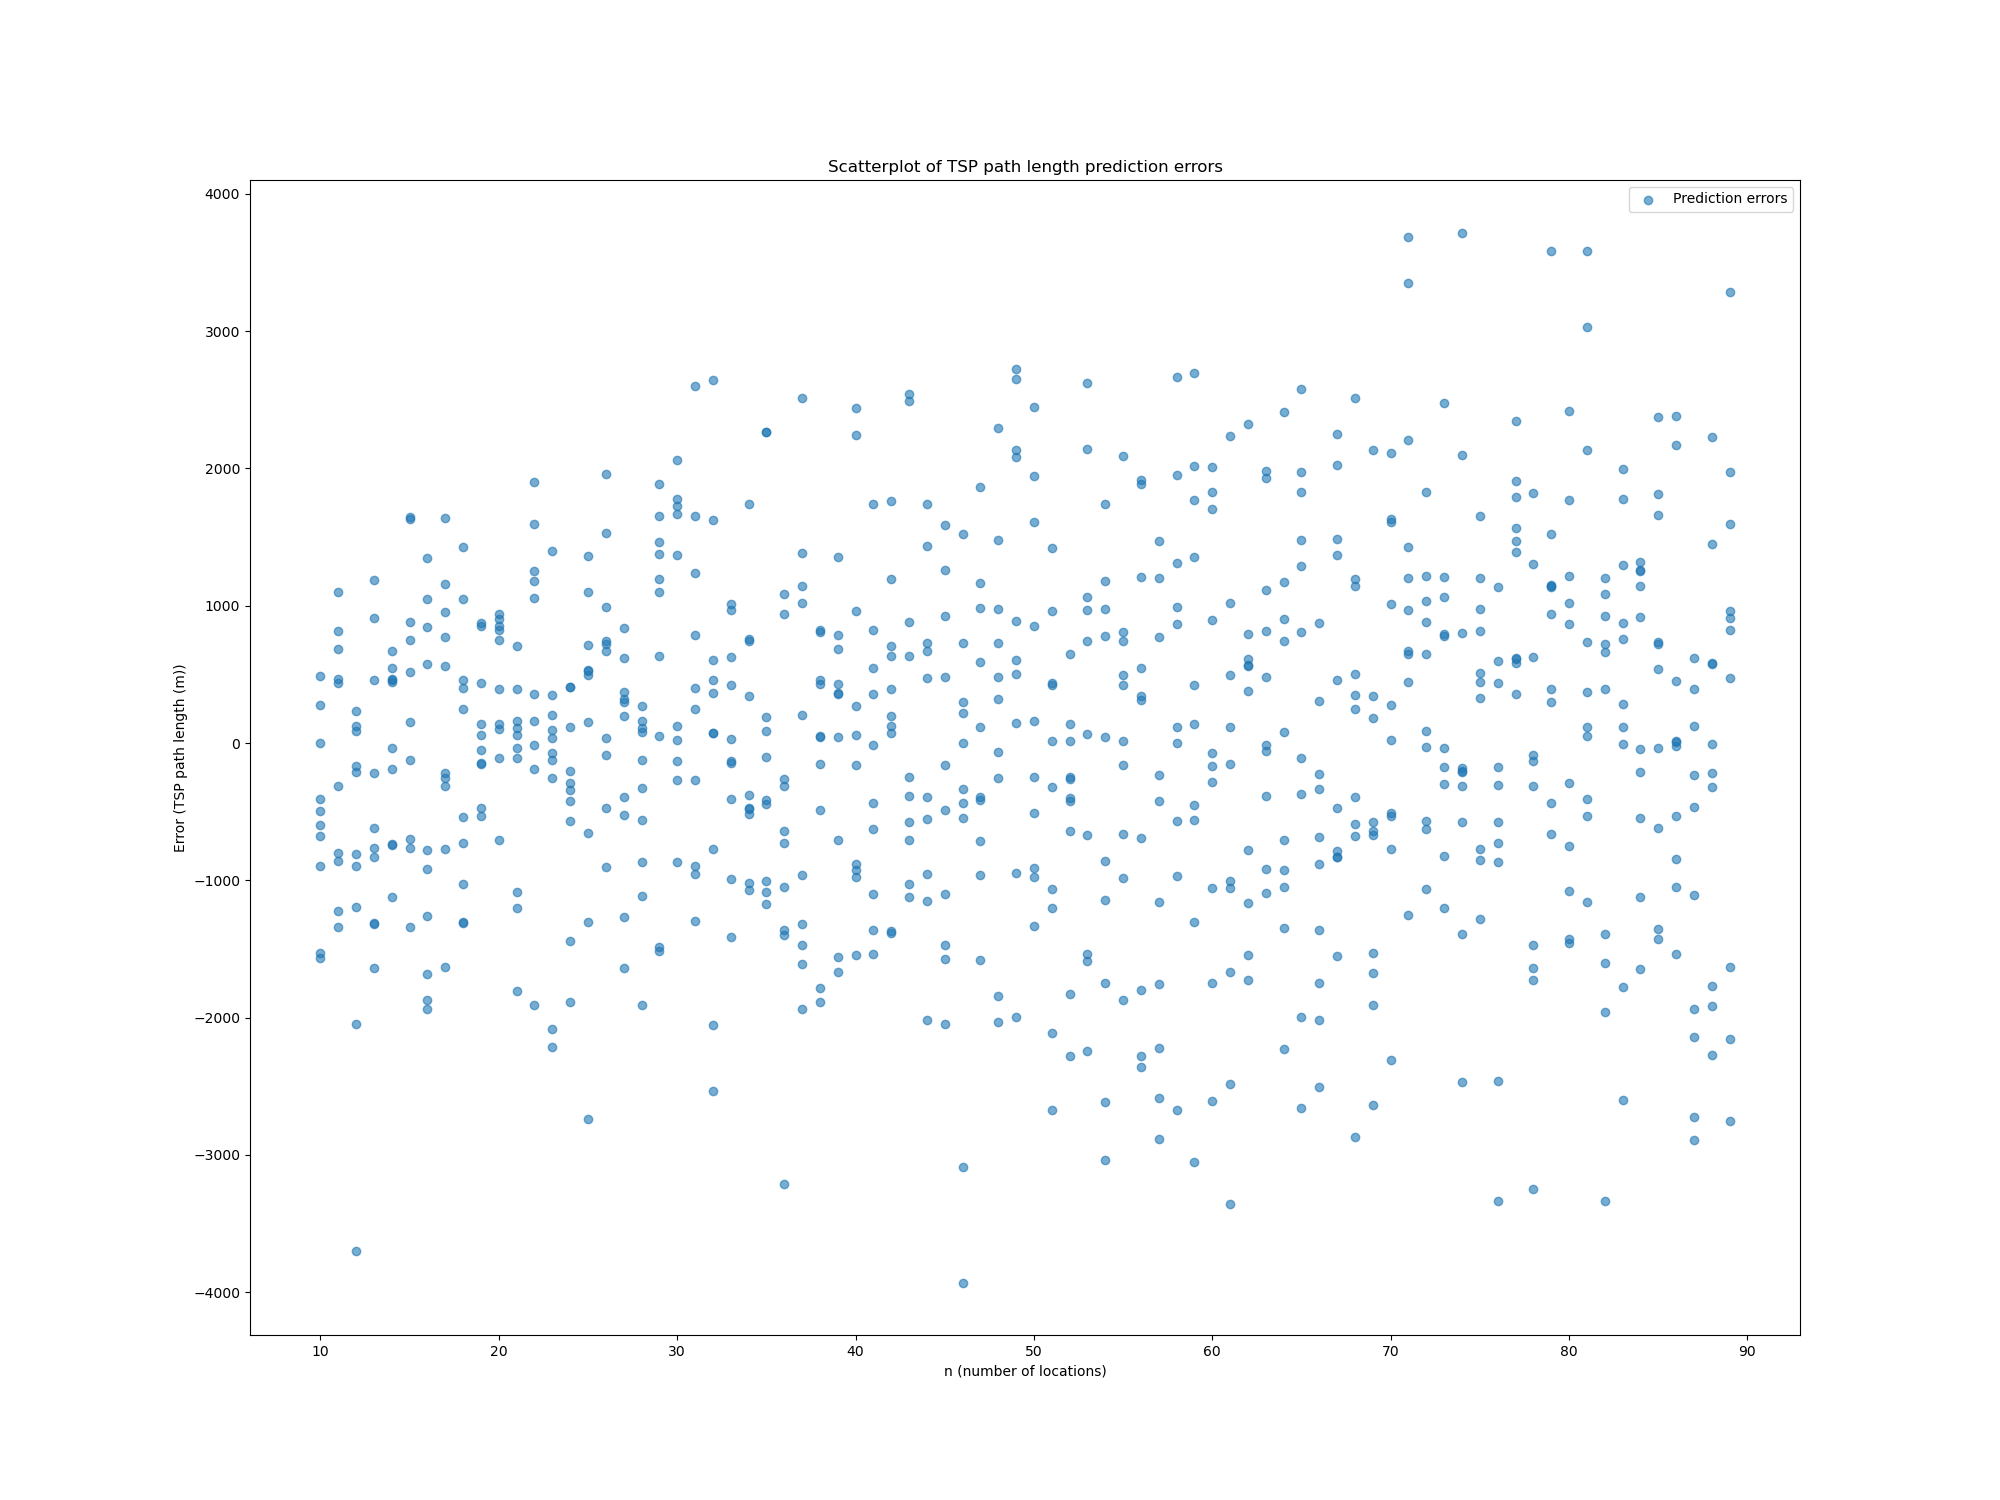 Scatterplot of TSP path length prediction errors
Prediction errors
4000
3000
2000
1000
0
−1000
−2000
−3000
−4000
Error (TSP path length (m))
10 20 30 40 50 60 70 80 90
n (number of locations)